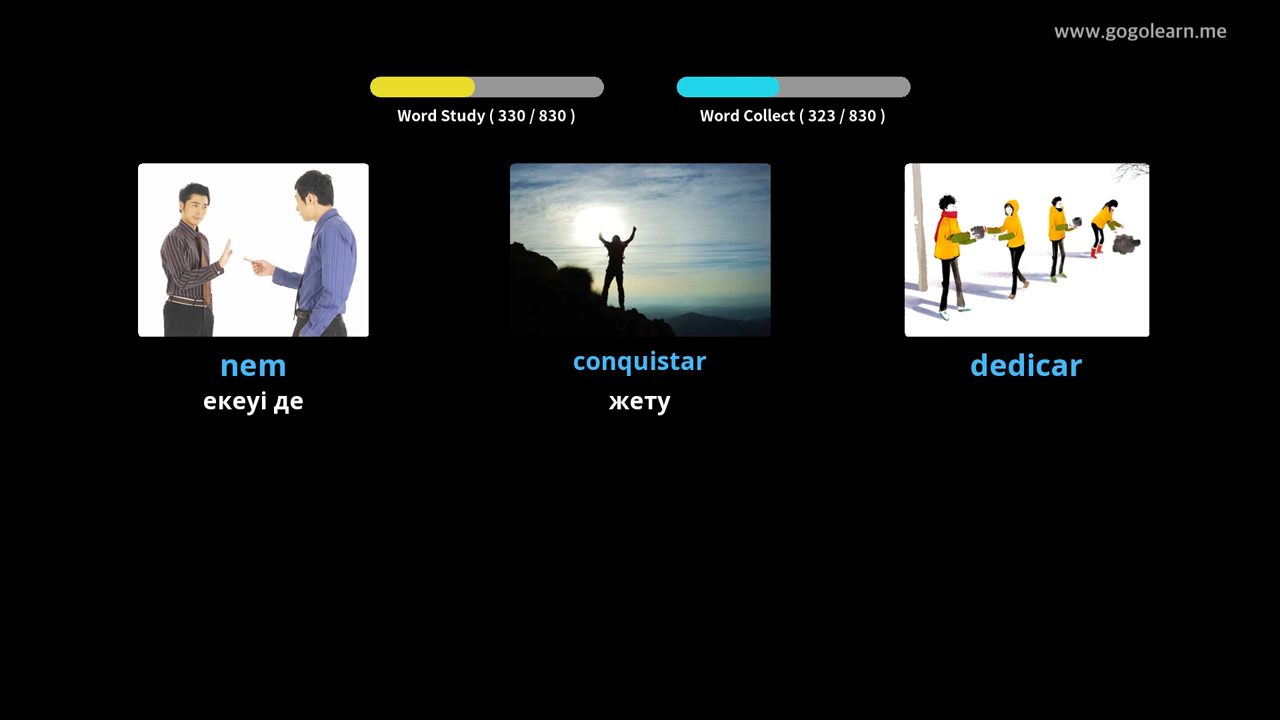 www.gogolearn.me
Word Study ( 330 / 830 )
Word Collect ( 323 / 830 )
nem
екеуі де
conquistar
жету
dedicar